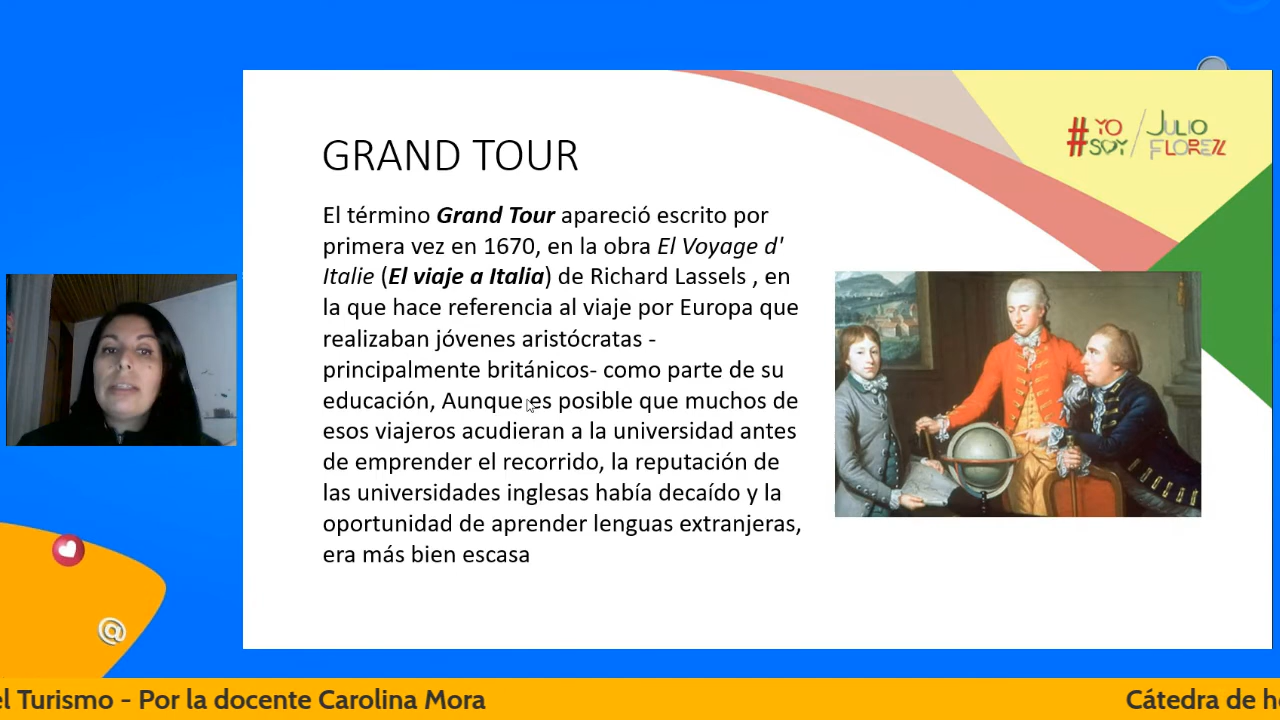 #YO SOY / JULIO FLOREZ
GRAND TOUR
El término Grand Tour apareció escrito por
primera vez en 1670, en la obra El Voyage d'
Italie (El viaje a Italia) de Richard Lassels , en
la que hace referencia al viaje por Europa que
realizaban jóvenes aristócratas -
principalmente británicos- como parte de su
educación, Aunque es posible que muchos de
esos viajeros acudieran a la universidad antes
de emprender el recorrido, la reputación de
las universidades inglesas había decaído y la
oportunidad de aprender lenguas extranjeras,
era más bien escasa
@
el Turismo - Por la docente Carolina Mora
Cátedra de h